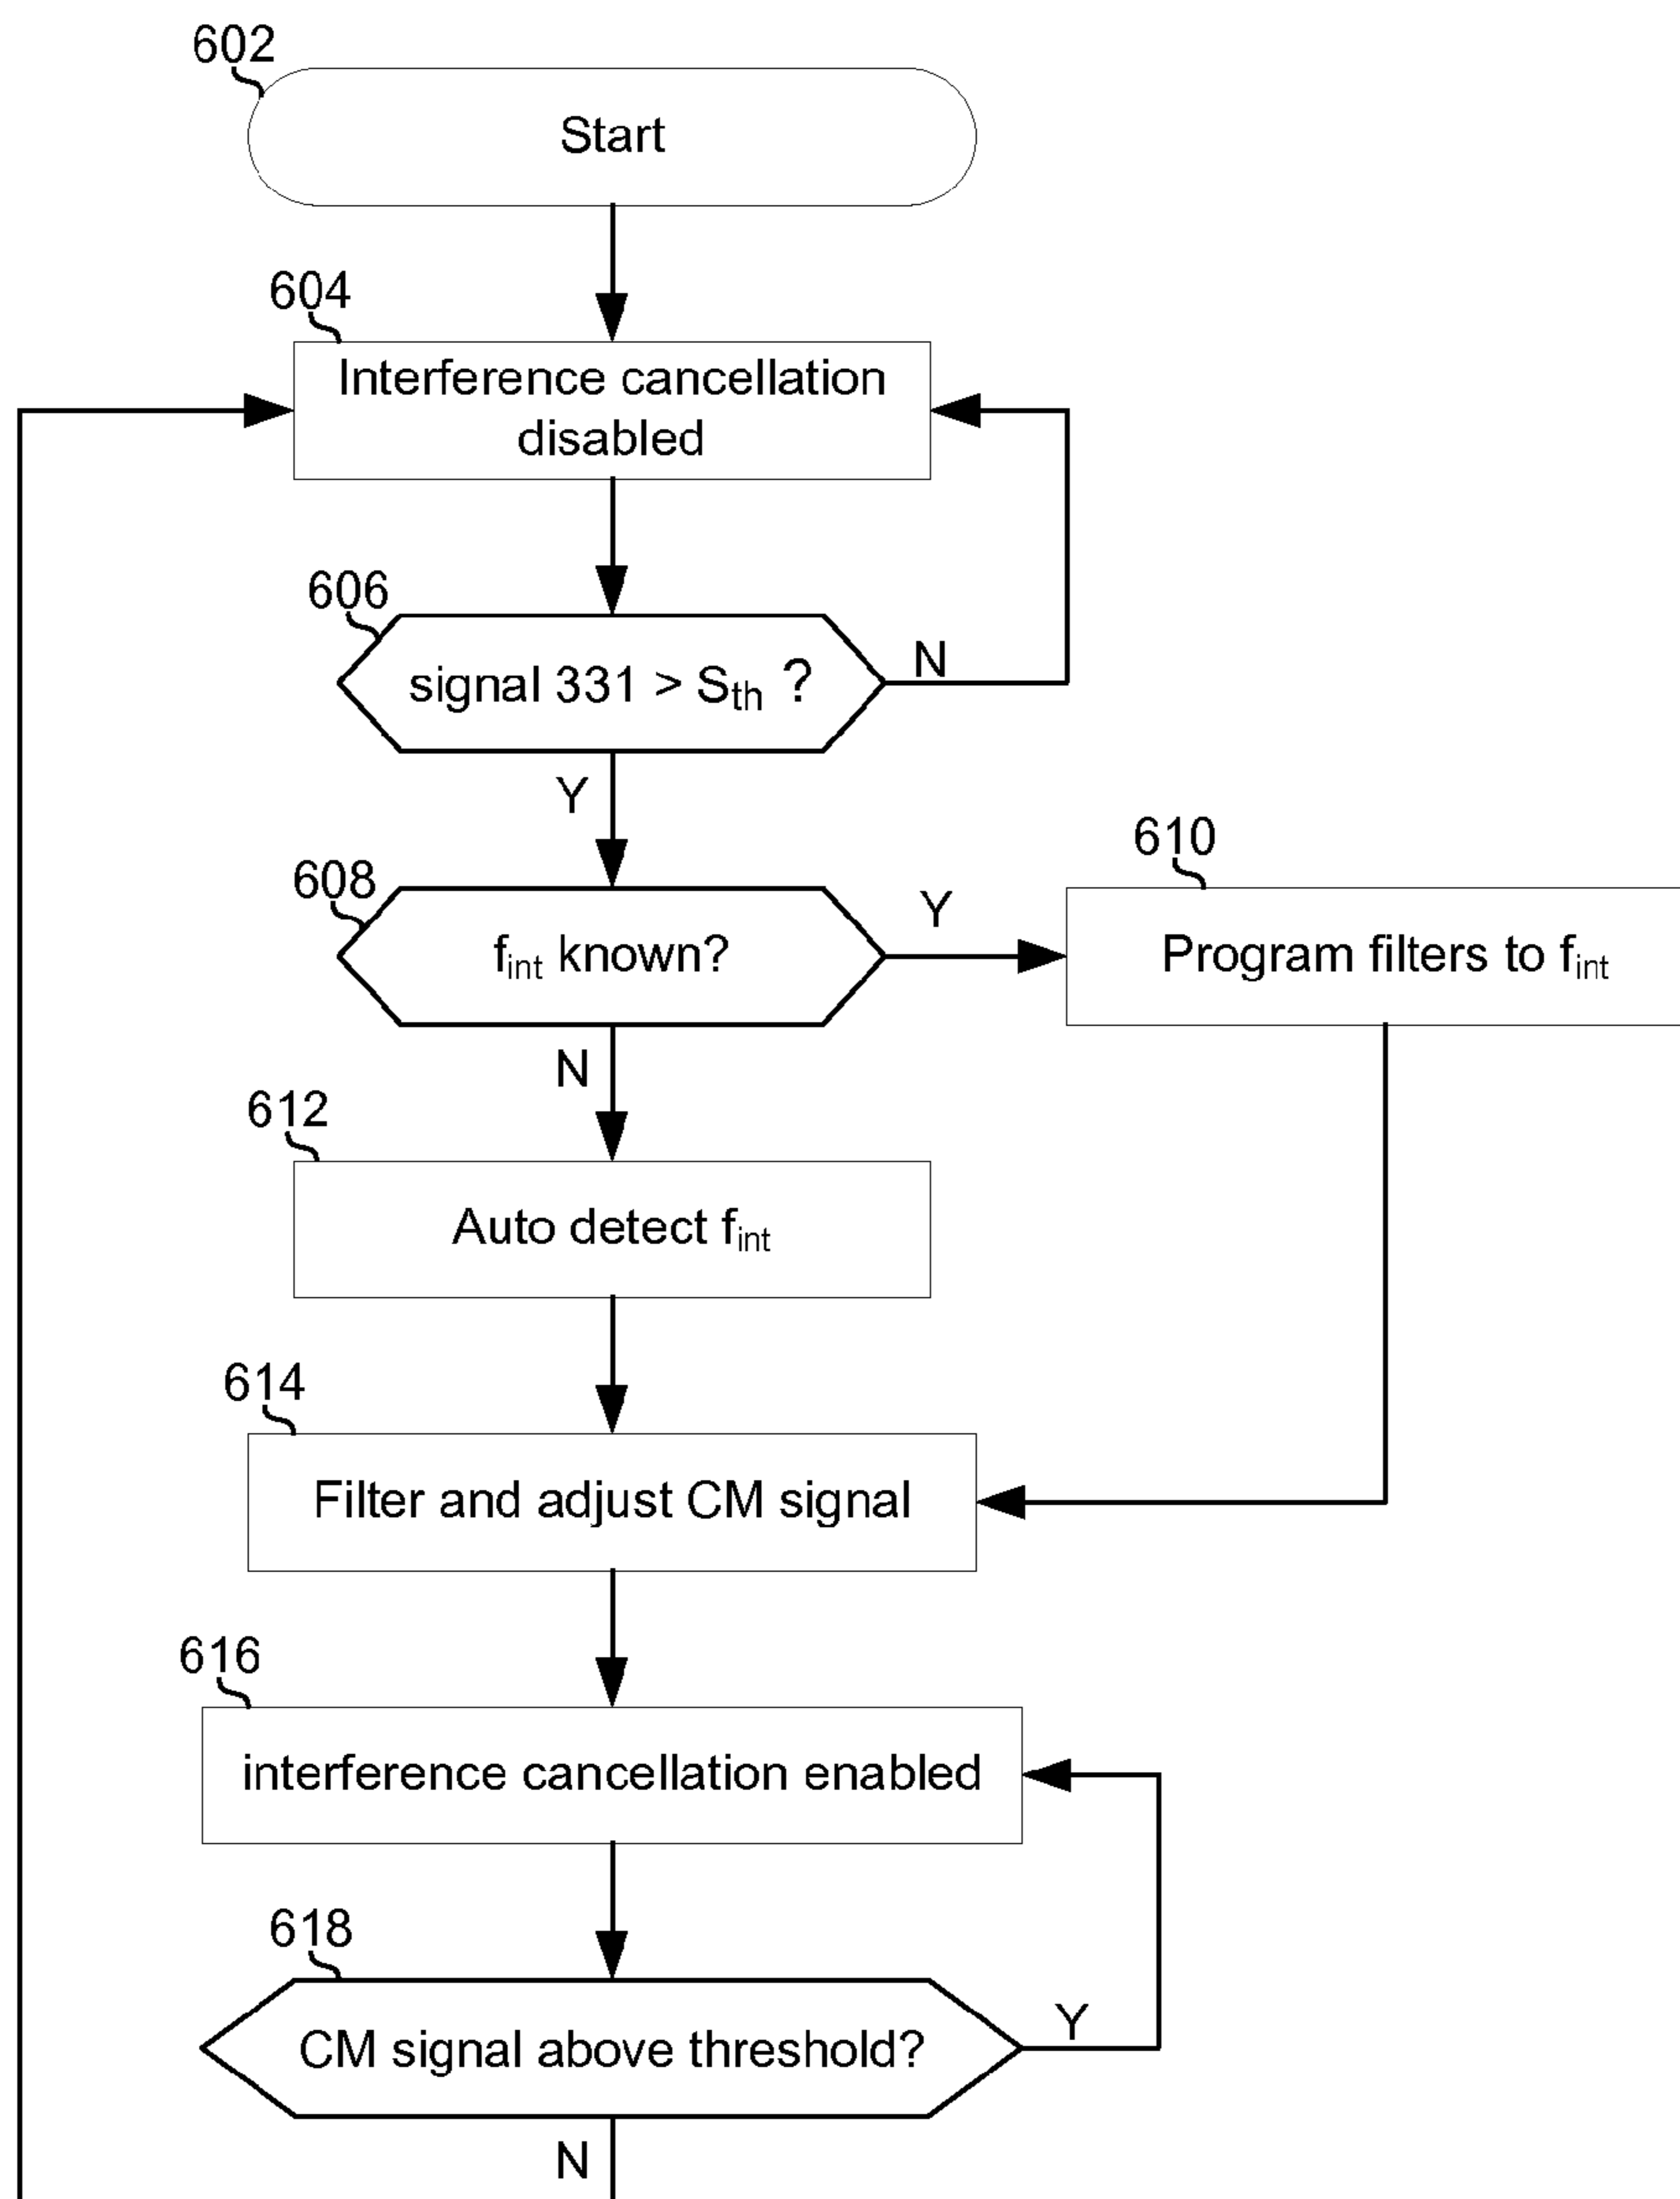 602
Start
604
Interference cancellation
disabled
606
signal 331 > Sth ?
N
Y
608
fint known?
Y
610
Program filters to fint
N
612
Auto detect fint
614
Filter and adjust CM signal
616
interference cancellation enabled
618
CM signal above threshold?
Y
N